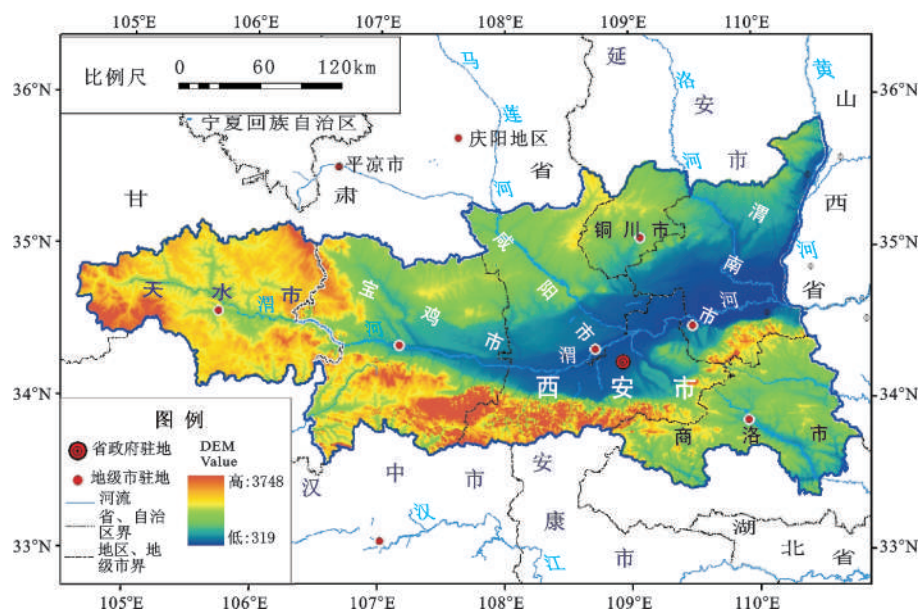 105°E 106°E 107°E 108°E 109°E 110°E
比例尺 0 60 120km
36°N
35°N
34°N
33°N
36°N
35°N
34°N
33°N
马莲河
延安市
洛河
黄河
山西省
宁夏回族自治区
庆阳地区
平凉市
甘肃省
铜川市
渭南市
咸阳市
宝鸡市
天水市
渭河
渭河
西安市
商洛市
汉中市
安康市
汉江
湖北省
图例
省政府驻地
地级市驻地
河流
省、自治
区界
地区、地
级市界
DEM
Value
高:3748
低:319
105°E 106°E 107°E 108°E 109°E 110°E